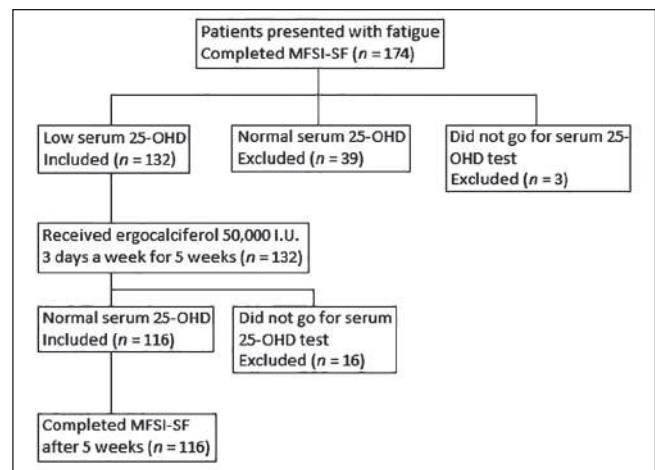 Patients presented with fatigue
Completed MFSI-SF (n = 174)
Low serum 25-OHD
Included (n = 132)
Normal serum 25-OHD
Excluded (n = 39)
Did not go for serum 25-
OHD test
Excluded (n = 3)
Received ergocalciferol 50,000 I.U.
3 days a week for 5 weeks (n = 132)
Normal serum 25-OHD
Included (n = 116)
Did not go for serum
25-OHD test
Excluded (n = 16)
Completed MFSI-SF
after 5 weeks (n = 116)